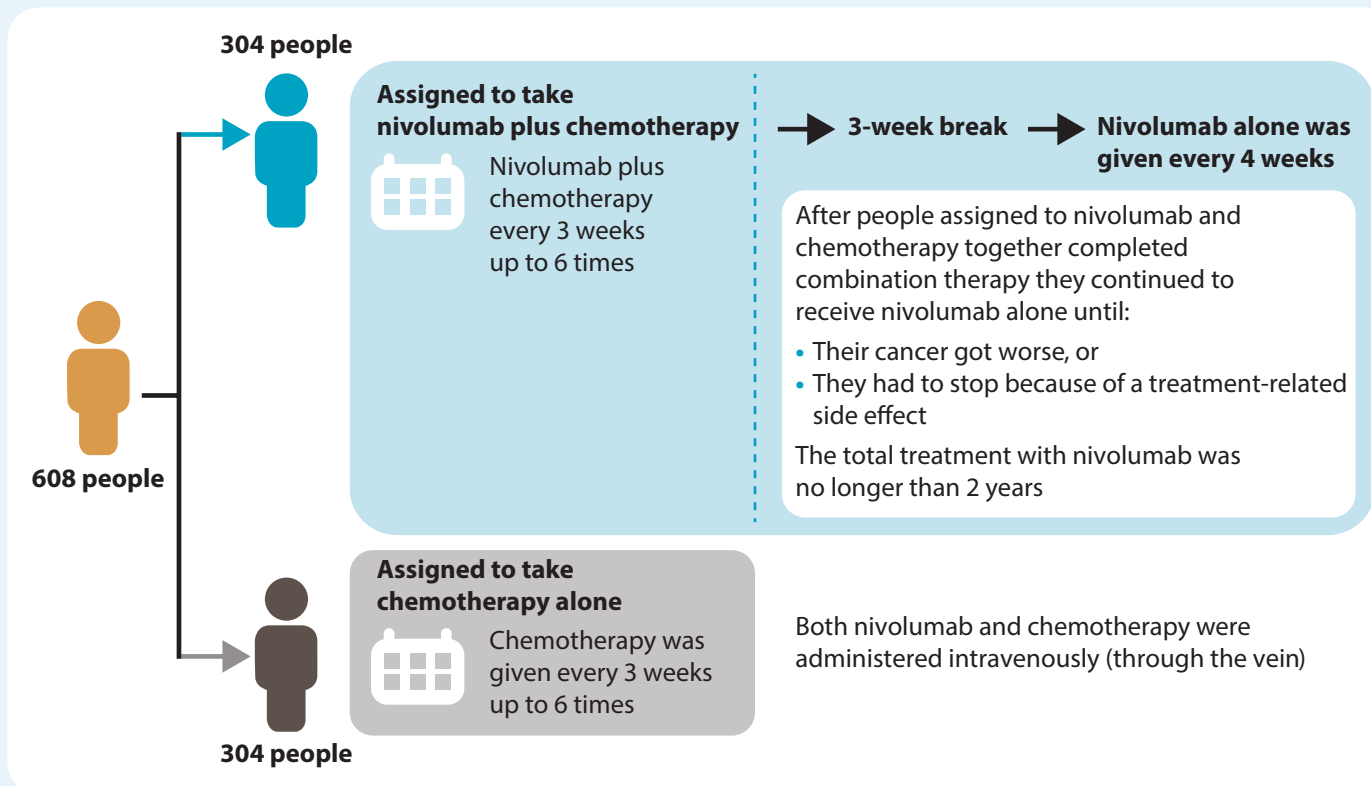 304 people
Assigned to take
nivolumab plus chemotherapy
Nivolumab plus
chemotherapy
every 3 weeks
up to 6 times
3-week break
Nivolumab alone was
given every 4 weeks
After people assigned to nivolumab and
chemotherapy together completed
combination therapy they continued to
receive nivolumab alone until:
• Their cancer got worse, or
• They had to stop because of a treatment-related
side effect
The total treatment with nivolumab was
no longer than 2 years
608 people
Assigned to take
chemotherapy alone
Chemotherapy was
given every 3 weeks
up to 6 times
304 people
Both nivolumab and chemotherapy were
administered intravenously (through the vein)